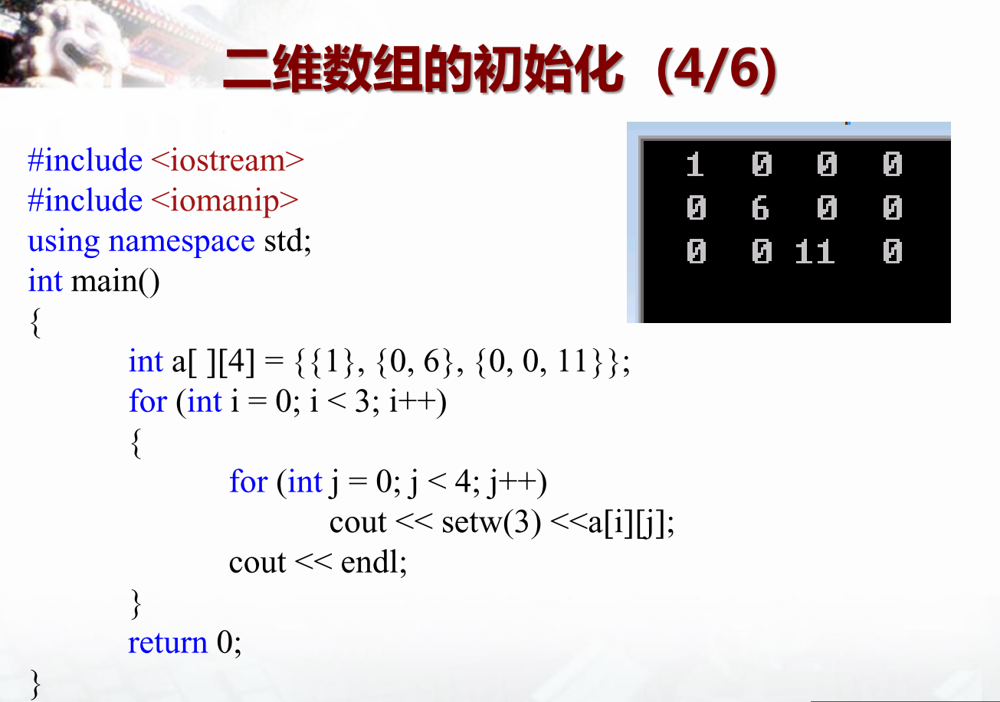 二维数组的初始化 (4/6)
#include <iostream>
#include <iomanip>
using namespace std;
int main()
{
int a[ ][4] = {{1}, {0, 6}, {0, 0, 11}};
for (int i = 0; i < 3; i++)
{
for (int j = 0; j < 4; j++)
cout << setw(3) <<a[i][j];
cout << endl;
}
return 0;
}
1 0 0 0
0 6 0 0
0 0 11 0